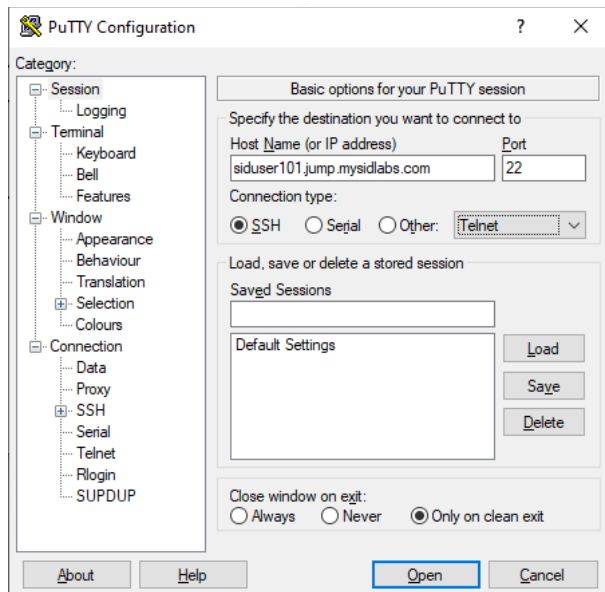 PuTTY Configuration
?
Category:
Session
Logging
Terminal
Keyboard
Bell
Features
Window
Appearance
Behaviour
Translation
Selection
Colours
Connection
Data
Proxy
SSH
Serial
Telnet
Rlogin
SUPDUP
Basic options for your PuTTY session
Specify the destination you want to connect to
Host Name (or IP address) Port
siduser101.jump.mysidlabs.com 22
Connection type:
SSH Serial Other: Telnet
Load, save or delete a stored session
Saved Sessions
Default Settings
Load
Save
Delete
Close window on exit:
Always Never Only on clean exit
About Help Open Cancel